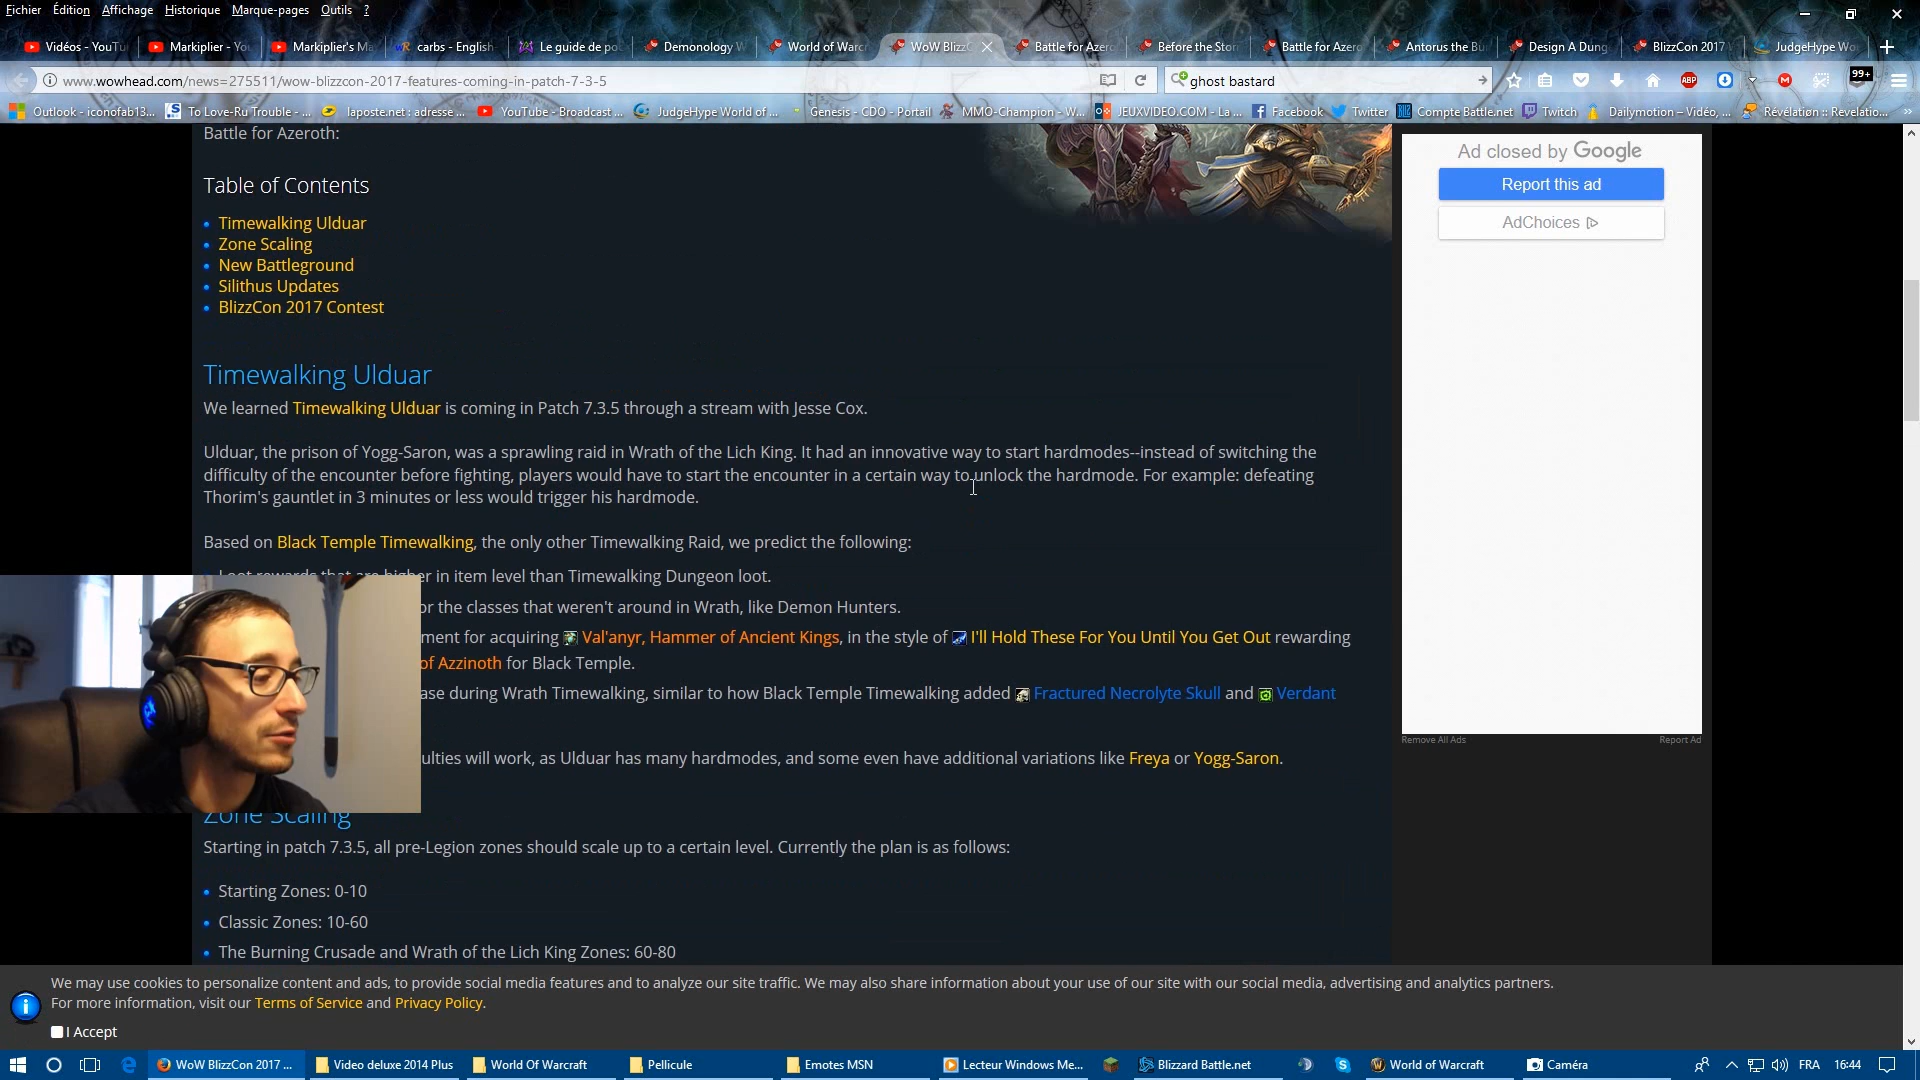 Fichier Édition Affichage Historique Marque-pages Outils ?
Vidéos - YouTu Markiplier - Yo Markiplier's Ma carbs - English Le guide de po Demonology W World of Warc WoW Blizz Battle for Azero Before the Stor Battle for Azero Antorus the Bu Design A Dung BlizzCon 2017 JudgeHype Wo
www.wowhead.com/news=275511/wow-blizzcon-2017-features-coming-in-patch-7-3-5 ghost bastard ABP 99+
Outlook - iconofab13... To Love-Ru Trouble - ... laposte.net : adresse ... YouTube - Broadcast ... JudgeHype World of ... Genesis - CDO - Portail MMO-Champion - W... JEUXVIDEO.COM - La ... Facebook Twitter Compte Battle.net Twitch Dailymotion – Vidéo, ... Révélation :: Revelatio...
Battle for Azeroth:
Table of Contents
Timewalking Ulduar
Zone Scaling
New Battleground
Silithus Updates
BlizzCon 2017 Contest
Ad closed by Google
Report this ad
AdChoices
Timewalking Ulduar
We learned Timewalking Ulduar is coming in Patch 7.3.5 through a stream with Jesse Cox.
Ulduar, the prison of Yogg-Saron, was a sprawling raid in Wrath of the Lich King. It had an innovative way to start hardmodes--instead of switching the
difficulty of the encounter before fighting, players would have to start the encounter in a certain way to unlock the hardmode. For example: defeating
Thorim's gauntlet in 3 minutes or less would trigger his hardmode.
Based on Black Temple Timewalking, the only other Timewalking Raid, we predict the following:
Loot rewards that are higher in item level than Timewalking Dungeon loot.
or the classes that weren't around in Wrath, like Demon Hunters.
ment for acquiring Val'anyr, Hammer of Ancient Kings, in the style of I'll Hold These For You Until You Get Out rewarding
of Azzinoth for Black Temple.
ase during Wrath Timewalking, similar to how Black Temple Timewalking added Fractured Necrolyte Skull and Verdant
Remove All Ads Report Ad
ulties will work, as Ulduar has many hardmodes, and some even have additional variations like Freya or Yogg-Saron.
Zone Scaling
Starting in patch 7.3.5, all pre-Legion zones should scale up to a certain level. Currently the plan is as follows:
Starting Zones: 0-10
Classic Zones: 10-60
The Burning Crusade and Wrath of the Lich King Zones: 60-80
We may use cookies to personalize content and ads, to provide social media features and to analyze our site traffic. We may also share information about your use of our site with our social media, advertising and analytics partners.
For more information, visit our Terms of Service and Privacy Policy.
I Accept
WoW BlizzCon 2017 ... Video deluxe 2014 Plus World Of Warcraft Pellicule Emotes MSN Lecteur Windows Me... Blizzard Battle.net World of Warcraft Caméra FRA 16:44